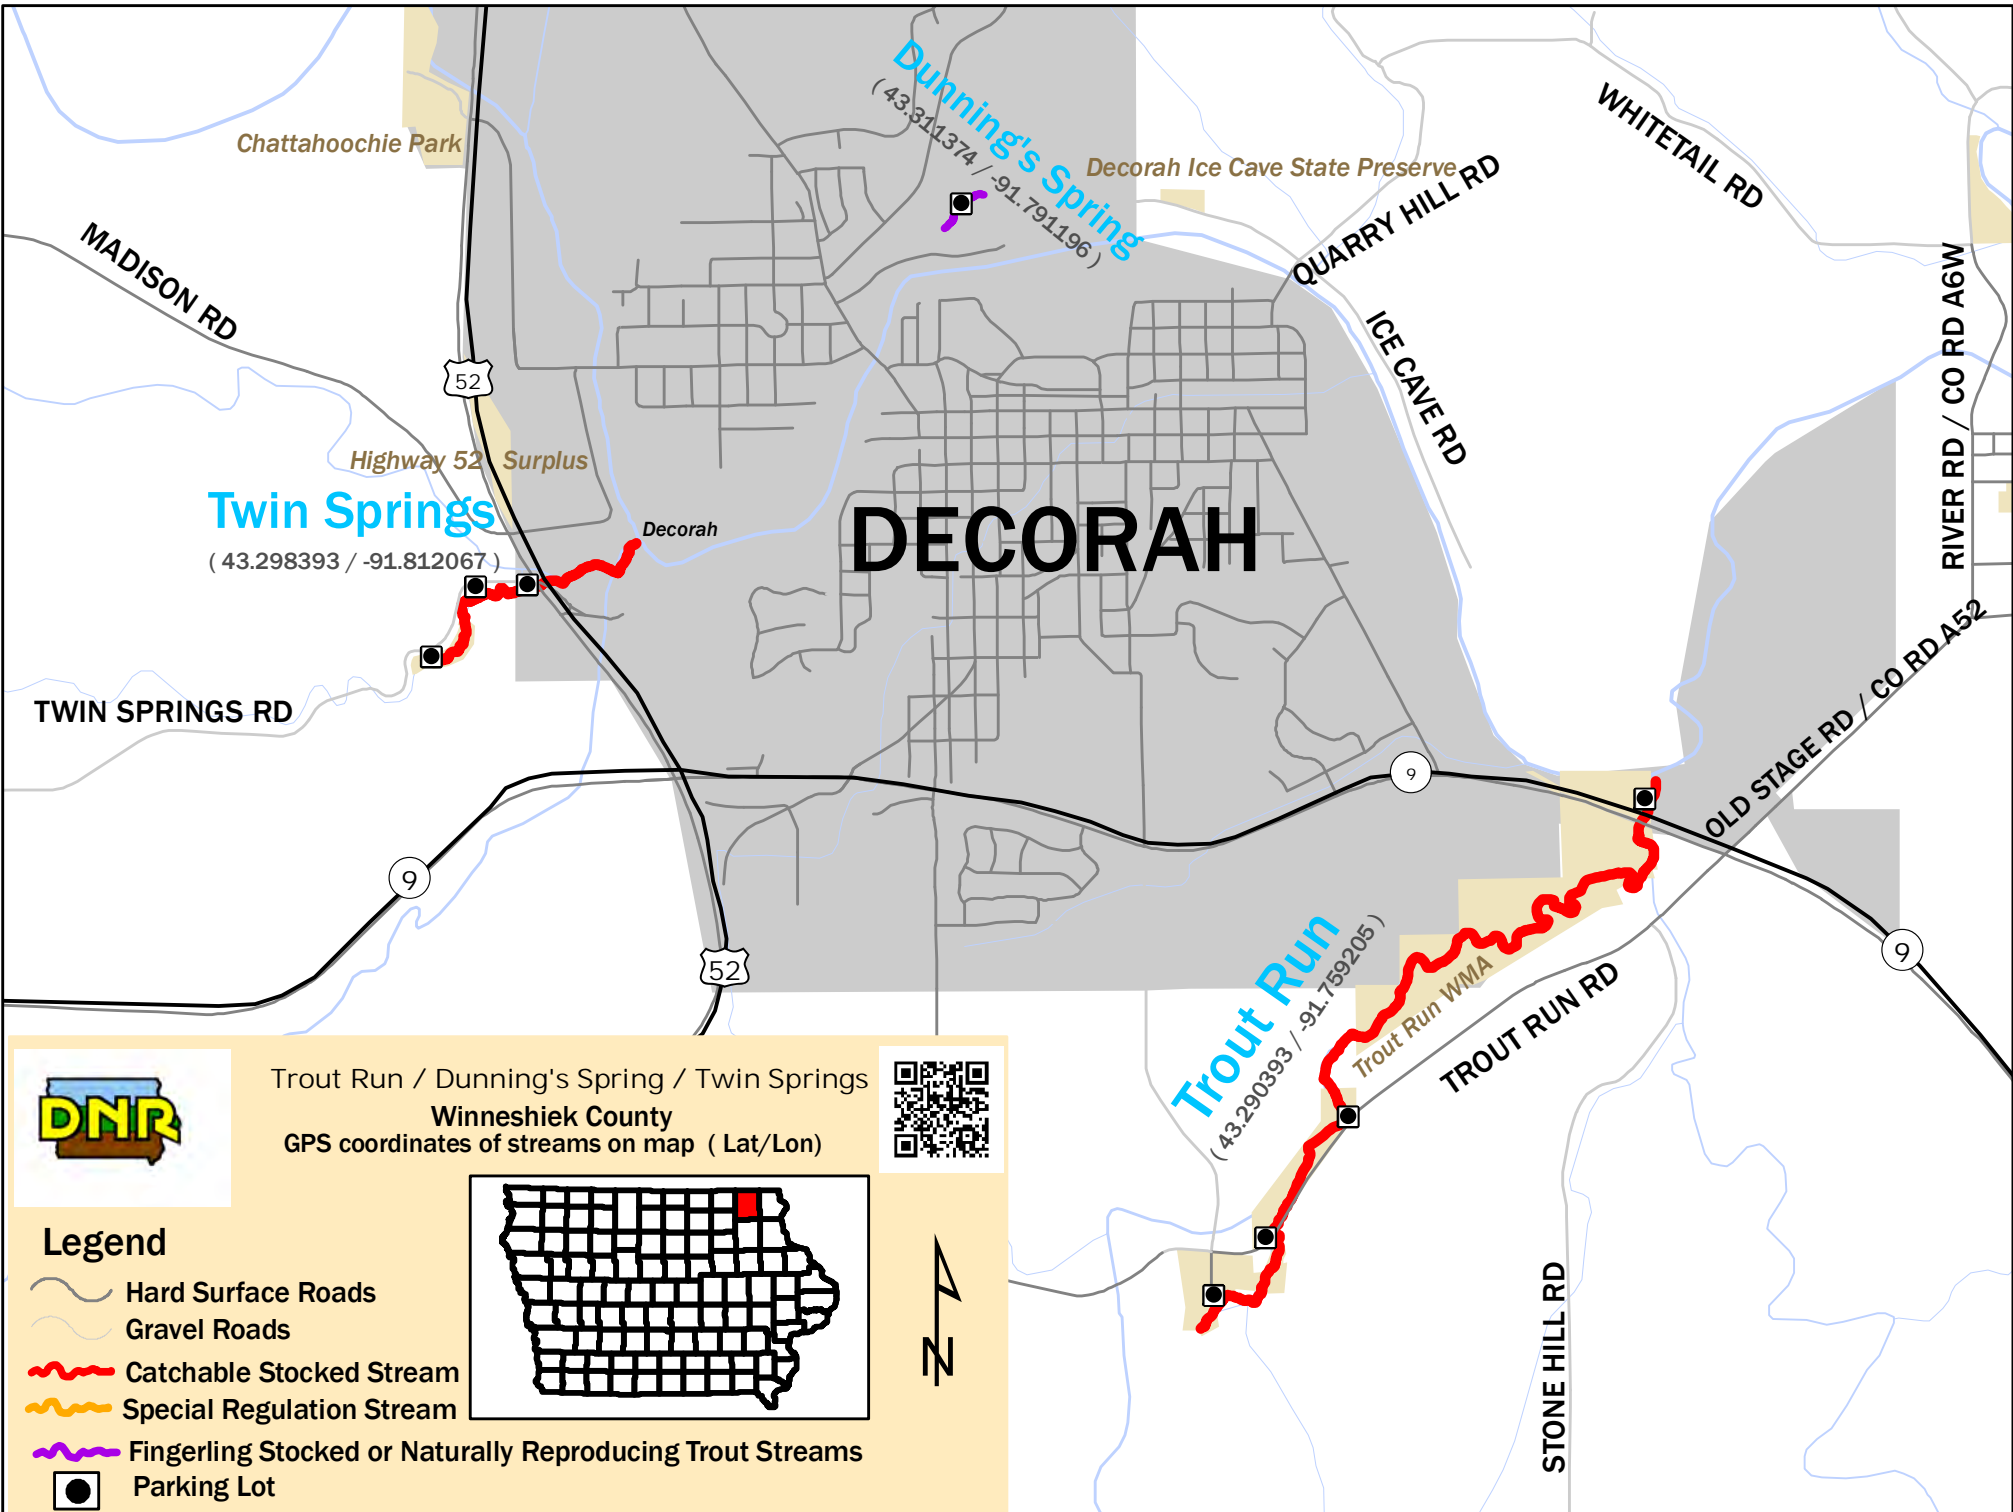 Dunning's Spring
( 43.311374 / -91.791196 )
Chattahoochie Park
Decorah Ice Cave State Preserve
WHITETAIL RD
QUARRY HILL RD
MADISON RD
RIVER RD / CO RD A6W
ICE CAVE RD
52
Highway 52 Surplus
Twin Springs
( 43.298393 / -91.812067 )
Decorah
DECORAH
TWIN SPRINGS RD
OLD STAGE RD / CO RD A52
9
9
9
52
Trout Run
( 43.290393 / -91.759205 )
Trout Run WMA
TROUT RUN RD
STONE HILL RD
DNR
Trout Run / Dunning's Spring / Twin Springs
Winneshiek County
GPS coordinates of streams on map ( Lat/Lon)
N
Legend
Hard Surface Roads
Gravel Roads
Catchable Stocked Stream
Special Regulation Stream
Fingerling Stocked or Naturally Reproducing Trout Streams
Parking Lot